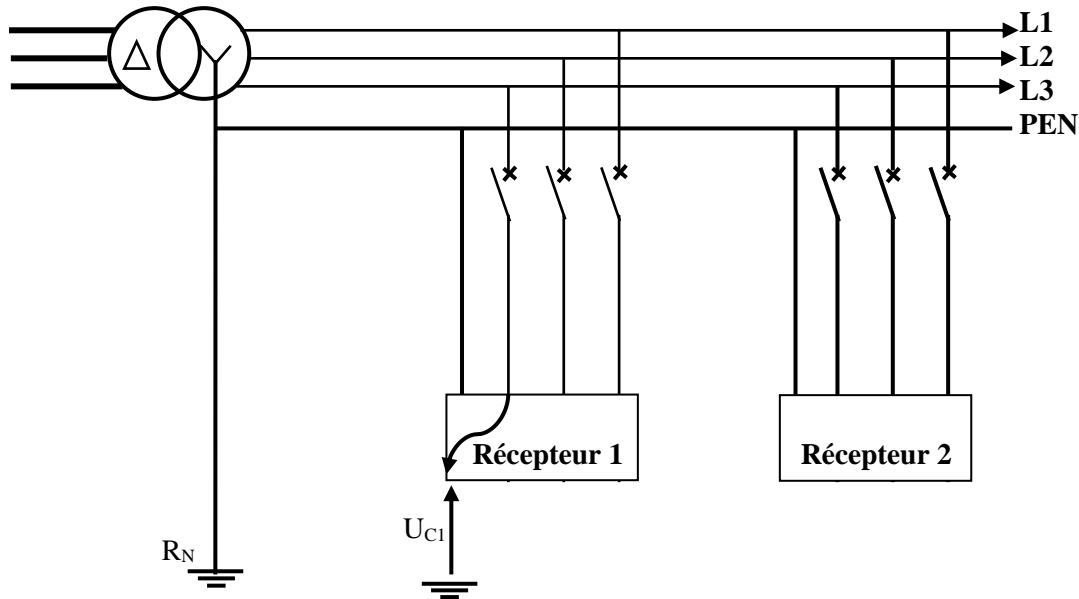 L1
L2
L3
PEN
Récepteur 1
Récepteur 2
U_C1
R_N